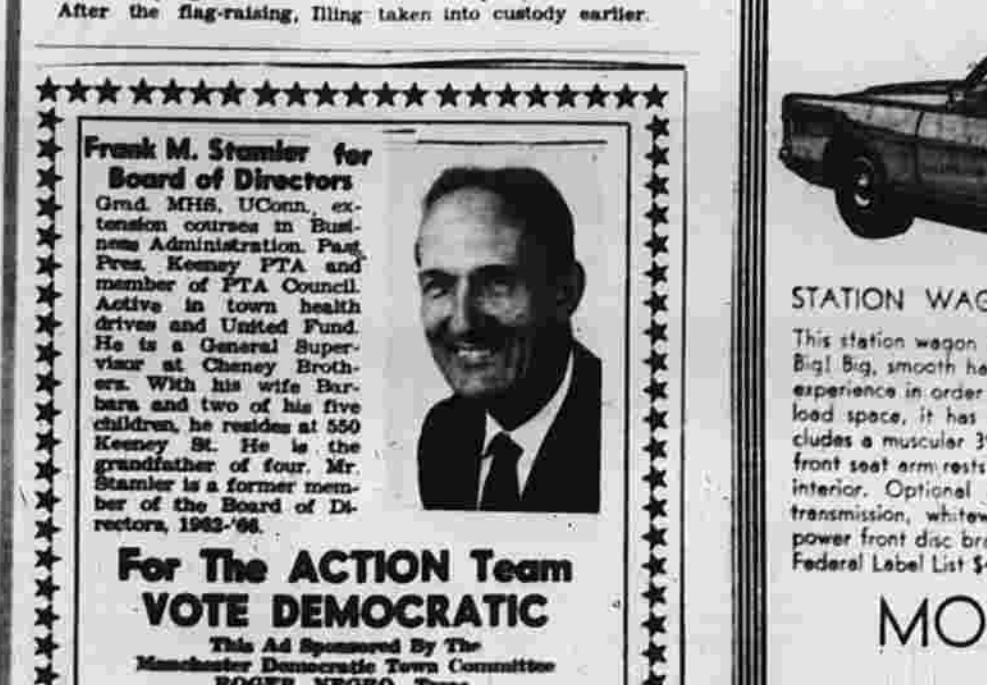 After the flag-raising, Illing taken into custody earlier.
Frank M. Stamler for
Board of Directors
Grad. MHS, UConn, ex-
tension courses in Busi-
ness Administration. Past
Pres. Keeney PTA and
member of PTA Council.
Active in town health
drives and United Fund.
He is a General Super-
visor at Cheney Broth-
ers. With his wife Bar-
bara and two of his five
children, he resides at 550
Keeney St. He is the
grandfather of four. Mr.
Stamler is a former mem-
ber of the Board of Di-
rectors, 1962-'66.
For The ACTION Team
VOTE DEMOCRATIC
This Ad Sponsored By The
Manchester Democratic Town Committee
ROGER NEGRO, Treas.
STATION WAG
This station wagon
Big! Big, smooth ha
experience in order
load space, it has
cludes a muscular 3
front seat arm rests
interior. Optional
transmission, whitew
power front disc bra
Federal Label List $
MO